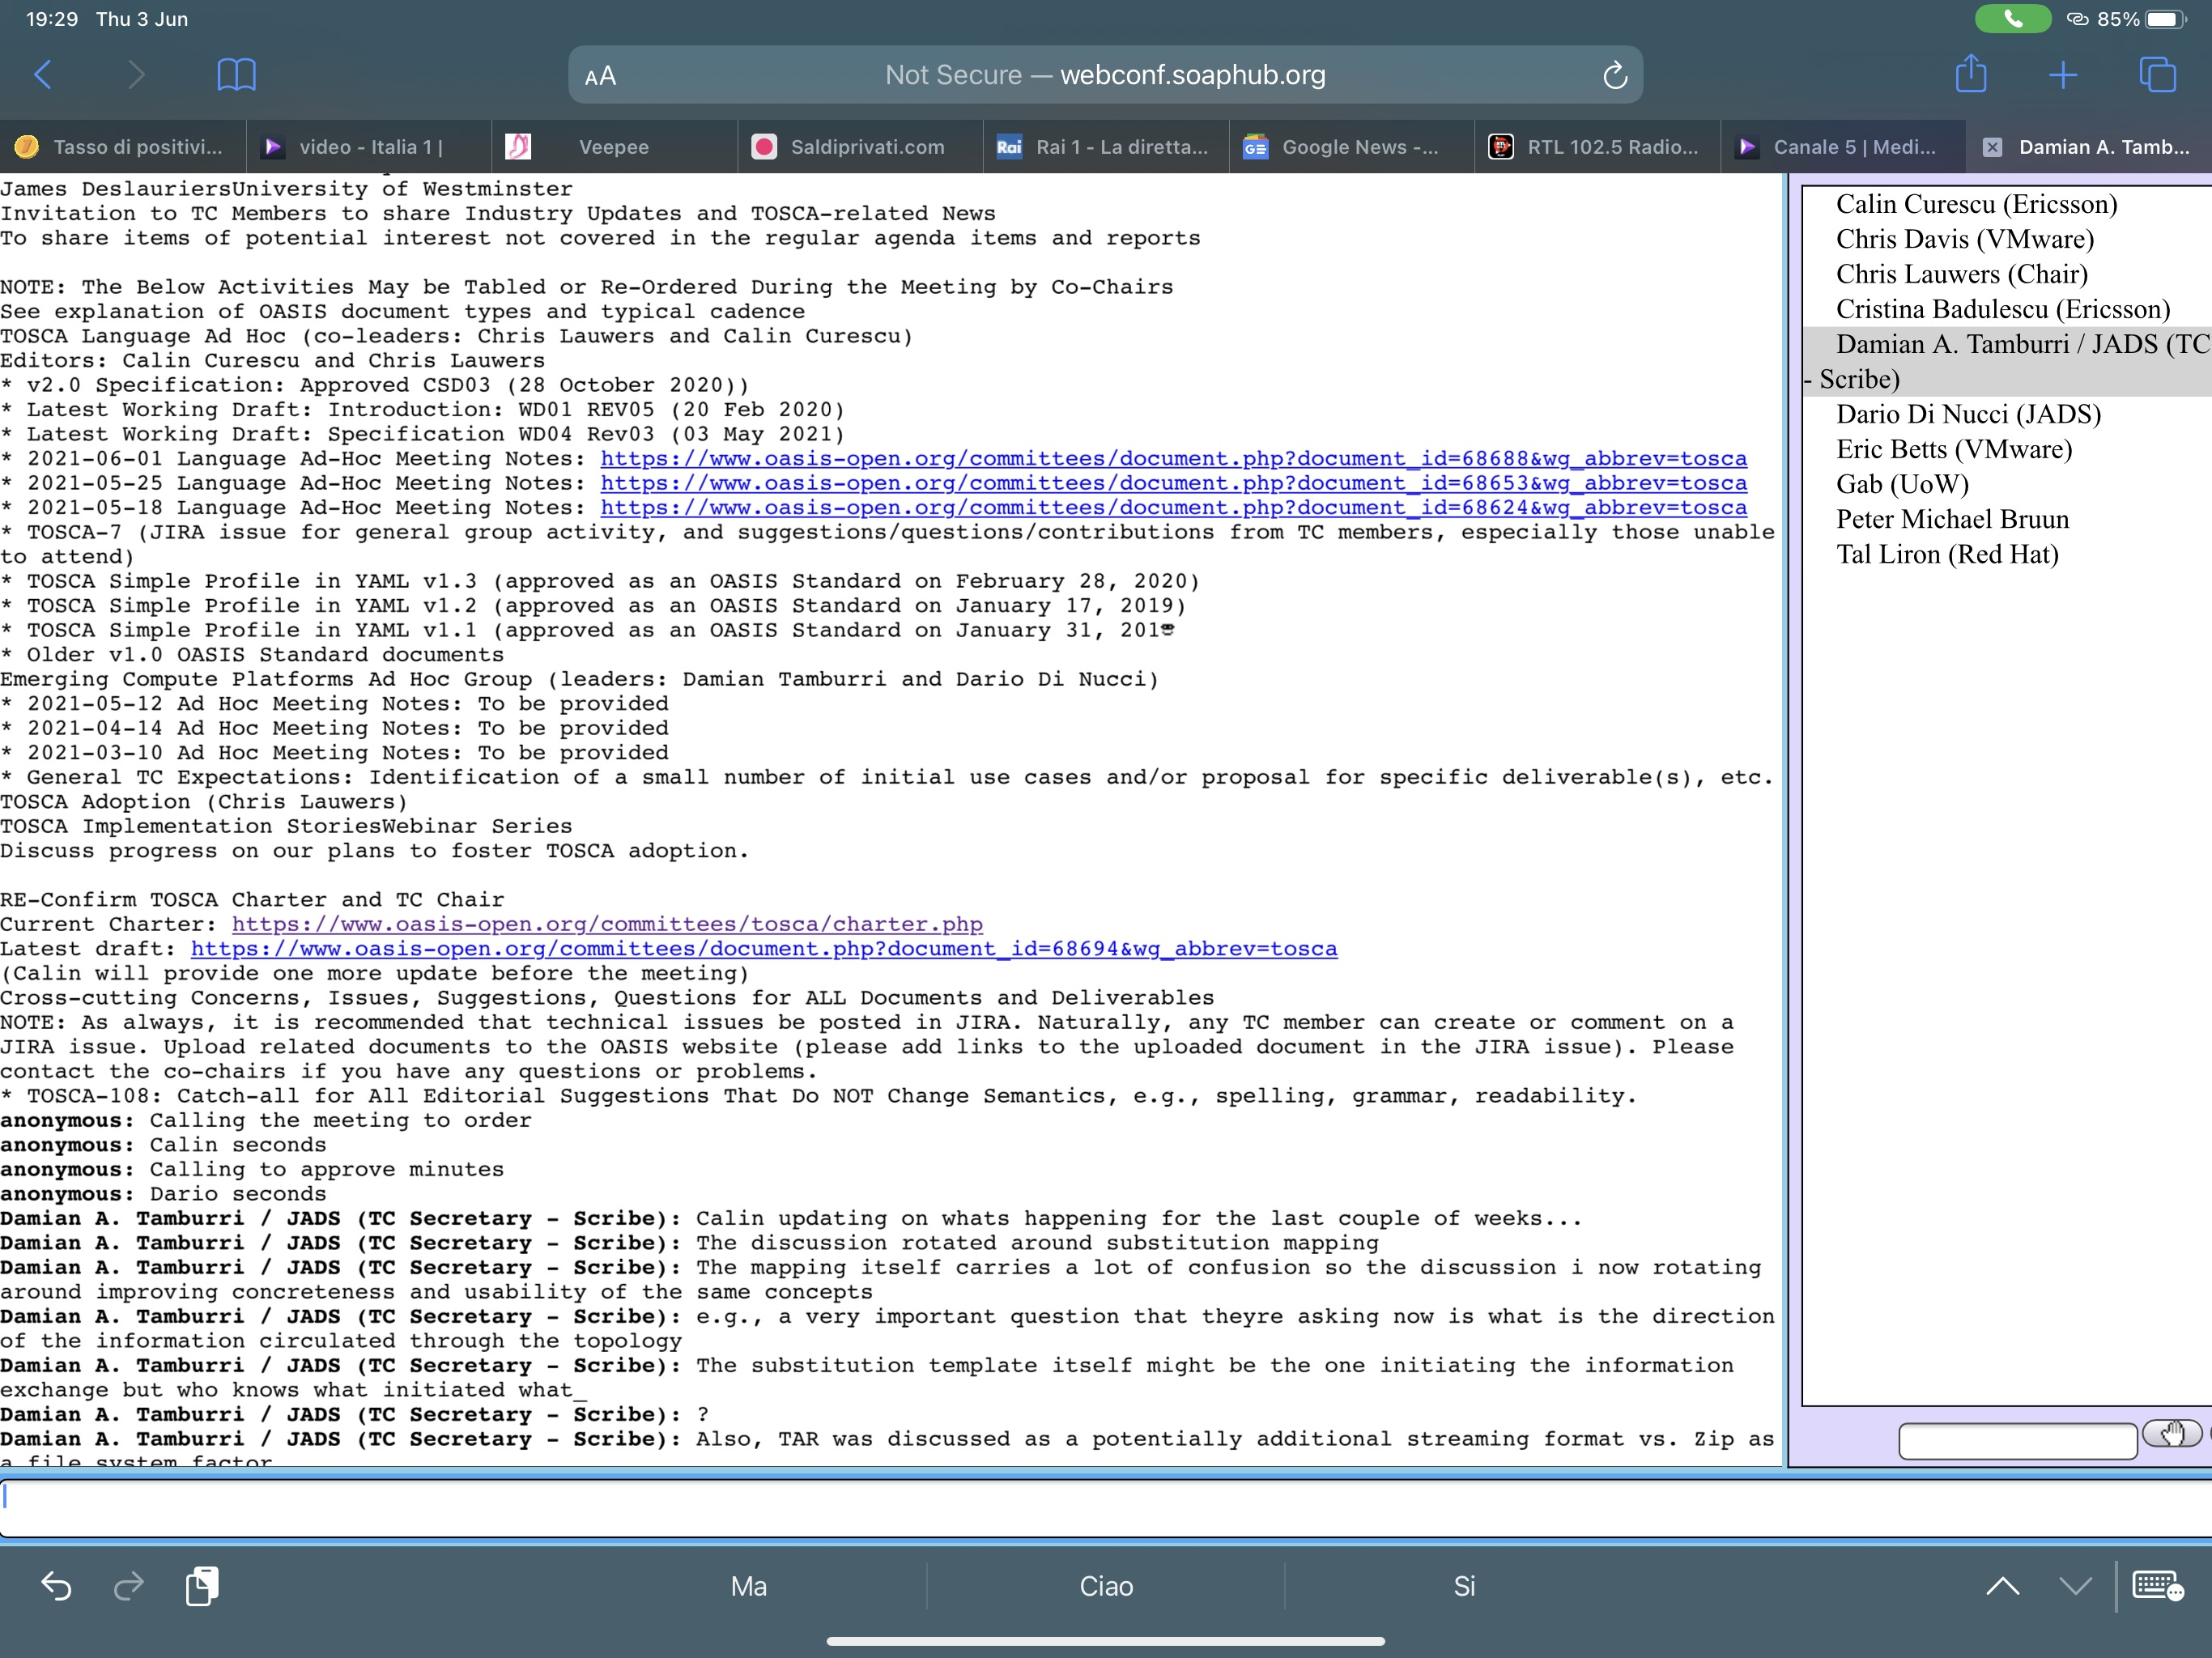 19:29 Thu 3 Jun
85%
AA
Not Secure — webconf.soaphub.org
Tasso di positivi...
video - Italia 1 |
Veepee
Saldiprivati.com
Rai 1 - La diretta...
Google News -...
RTL 102.5 Radio...
Canale 5 | Medi...
Damian A. Tamb...
James DeslauriersUniversity of Westminster
Invitation to TC Members to share Industry Updates and TOSCA-related News
To share items of potential interest not covered in the regular agenda items and reports
NOTE: The Below Activities May be Tabled or Re-Ordered During the Meeting by Co-Chairs
See explanation of OASIS document types and typical cadence
TOSCA Language Ad Hoc (co-leaders: Chris Lauwers and Calin Curescu)
Editors: Calin Curescu and Chris Lauwers
* v2.0 Specification: Approved CSD03 (28 October 2020))
* Latest Working Draft: Introduction: WD01 REV05 (20 Feb 2020)
* Latest Working Draft: Specification WD04 Rev03 (03 May 2021)
* 2021-06-01 Language Ad-Hoc Meeting Notes: https://www.oasis-open.org/committees/document.php?document_id=68688&wg_abbrev=tosca
* 2021-05-25 Language Ad-Hoc Meeting Notes: https://www.oasis-open.org/committees/document.php?document_id=68653&wg_abbrev=tosca
* 2021-05-18 Language Ad-Hoc Meeting Notes: https://www.oasis-open.org/committees/document.php?document_id=68624&wg_abbrev=tosca
* TOSCA-7 (JIRA issue for general group activity, and suggestions/questions/contributions from TC members, especially those unable
to attend)
* TOSCA Simple Profile in YAML v1.3 (approved as an OASIS Standard on February 28, 2020)
* TOSCA Simple Profile in YAML v1.2 (approved as an OASIS Standard on January 17, 2019)
* TOSCA Simple Profile in YAML v1.1 (approved as an OASIS Standard on January 31, 201😎
* Older v1.0 OASIS Standard documents
Emerging Compute Platforms Ad Hoc Group (leaders: Damian Tamburri and Dario Di Nucci)
* 2021-05-12 Ad Hoc Meeting Notes: To be provided
* 2021-04-14 Ad Hoc Meeting Notes: To be provided
* 2021-03-10 Ad Hoc Meeting Notes: To be provided
* General TC Expectations: Identification of a small number of initial use cases and/or proposal for specific deliverable(s), etc.
TOSCA Adoption (Chris Lauwers)
TOSCA Implementation StoriesWebinar Series
Discuss progress on our plans to foster TOSCA adoption.
RE-Confirm TOSCA Charter and TC Chair
Current Charter: https://www.oasis-open.org/committees/tosca/charter.php
Latest draft: https://www.oasis-open.org/committees/document.php?document_id=68694&wg_abbrev=tosca
(Calin will provide one more update before the meeting)
Cross-cutting Concerns, Issues, Suggestions, Questions for ALL Documents and Deliverables
NOTE: As always, it is recommended that technical issues be posted in JIRA. Naturally, any TC member can create or comment on a
JIRA issue. Upload related documents to the OASIS website (please add links to the uploaded document in the JIRA issue). Please
contact the co-chairs if you have any questions or problems.
* TOSCA-108: Catch-all for All Editorial Suggestions That Do NOT Change Semantics, e.g., spelling, grammar, readability.
anonymous: Calling the meeting to order
anonymous: Calin seconds
anonymous: Calling to approve minutes
anonymous: Dario seconds
Damian A. Tamburri / JADS (TC Secretary - Scribe): Calin updating on whats happening for the last couple of weeks...
Damian A. Tamburri / JADS (TC Secretary - Scribe): The discussion rotated around substitution mapping
Damian A. Tamburri / JADS (TC Secretary - Scribe): The mapping itself carries a lot of confusion so the discussion i now rotating
around improving concreteness and usability of the same concepts
Damian A. Tamburri / JADS (TC Secretary - Scribe): e.g., a very important question that theyre asking now is what is the direction
of the information circulated through the topology
Damian A. Tamburri / JADS (TC Secretary - Scribe): The substitution template itself might be the one initiating the information
exchange but who knows what initiated what_
Damian A. Tamburri / JADS (TC Secretary - Scribe): ?
Damian A. Tamburri / JADS (TC Secretary - Scribe): Also, TAR was discussed as a potentially additional streaming format vs. Zip as
a file system factor
Calin Curescu (Ericsson)
Chris Davis (VMware)
Chris Lauwers (Chair)
Cristina Badulescu (Ericsson)
Damian A. Tamburri / JADS (TC
- Scribe)
Dario Di Nucci (JADS)
Eric Betts (VMware)
Gab (UoW)
Peter Michael Bruun
Tal Liron (Red Hat)
Ma
Ciao
Si